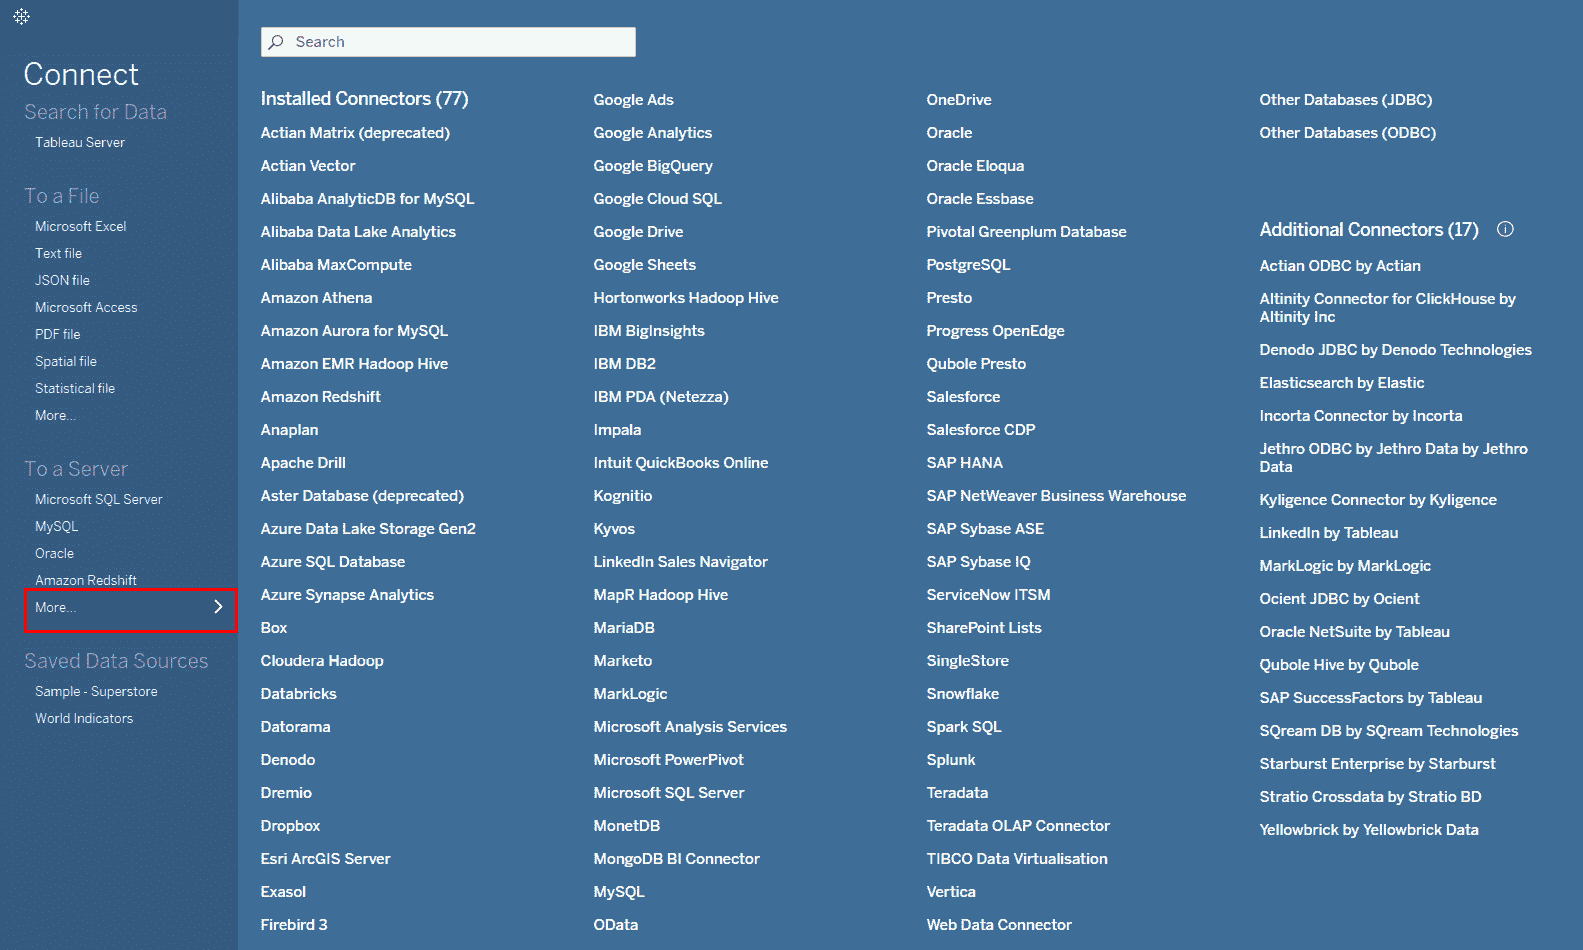 Connect
Search for Data
Tableau Server
To a File
Microsoft Excel
Text file
JSON file
Microsoft Access
PDF file
Spatial file
Statistical file
More...
To a Server
Microsoft SQL Server
MySQL
Oracle
Amazon Redshift
More...
Saved Data Sources
Sample - Superstore
World Indicators
Search
Installed Connectors (77)
Actian Matrix (deprecated)
Actian Vector
Alibaba AnalyticDB for MySQL
Alibaba Data Lake Analytics
Alibaba MaxCompute
Amazon Athena
Amazon Aurora for MySQL
Amazon EMR Hadoop Hive
Amazon Redshift
Anaplan
Apache Drill
Aster Database (deprecated)
Azure Data Lake Storage Gen2
Azure SQL Database
Azure Synapse Analytics
Box
Cloudera Hadoop
Databricks
Datorama
Denodo
Dremio
Dropbox
Esri ArcGIS Server
Exasol
Firebird 3
Google Ads
Google Analytics
Google BigQuery
Google Cloud SQL
Google Drive
Google Sheets
Hortonworks Hadoop Hive
IBM BigInsights
IBM DB2
IBM PDA (Netezza)
Impala
Intuit QuickBooks Online
Kognitio
Kyvos
LinkedIn Sales Navigator
MapR Hadoop Hive
MariaDB
Marketo
MarkLogic
Microsoft Analysis Services
Microsoft PowerPivot
Microsoft SQL Server
MonetDB
MongoDB BI Connector
MySQL
OData
OneDrive
Oracle
Oracle Eloqua
Oracle Essbase
Pivotal Greenplum Database
PostgreSQL
Presto
Progress OpenEdge
Qubole Presto
Salesforce
Salesforce CDP
SAP HANA
SAP NetWeaver Business Warehouse
SAP Sybase ASE
SAP Sybase IQ
ServiceNow ITSM
SharePoint Lists
SingleStore
Snowflake
Spark SQL
Splunk
Teradata
Teradata OLAP Connector
TIBCO Data Virtualisation
Vertica
Web Data Connector
Other Databases (JDBC)
Other Databases (ODBC)
Additional Connectors (17)
Actian ODBC by Actian
Altinity Connector for ClickHouse by
Altinity Inc
Denodo JDBC by Denodo Technologies
Elasticsearch by Elastic
Incorta Connector by Incorta
Jethro ODBC by Jethro Data by Jethro
Data
Kyligence Connector by Kyligence
LinkedIn by Tableau
MarkLogic by MarkLogic
Ocient JDBC by Ocient
Oracle NetSuite by Tableau
Qubole Hive by Qubole
SAP SuccessFactors by Tableau
SQream DB by SQream Technologies
Starburst Enterprise by Starburst
Stratio Crossdata by Stratio BD
Yellowbrick by Yellowbrick Data